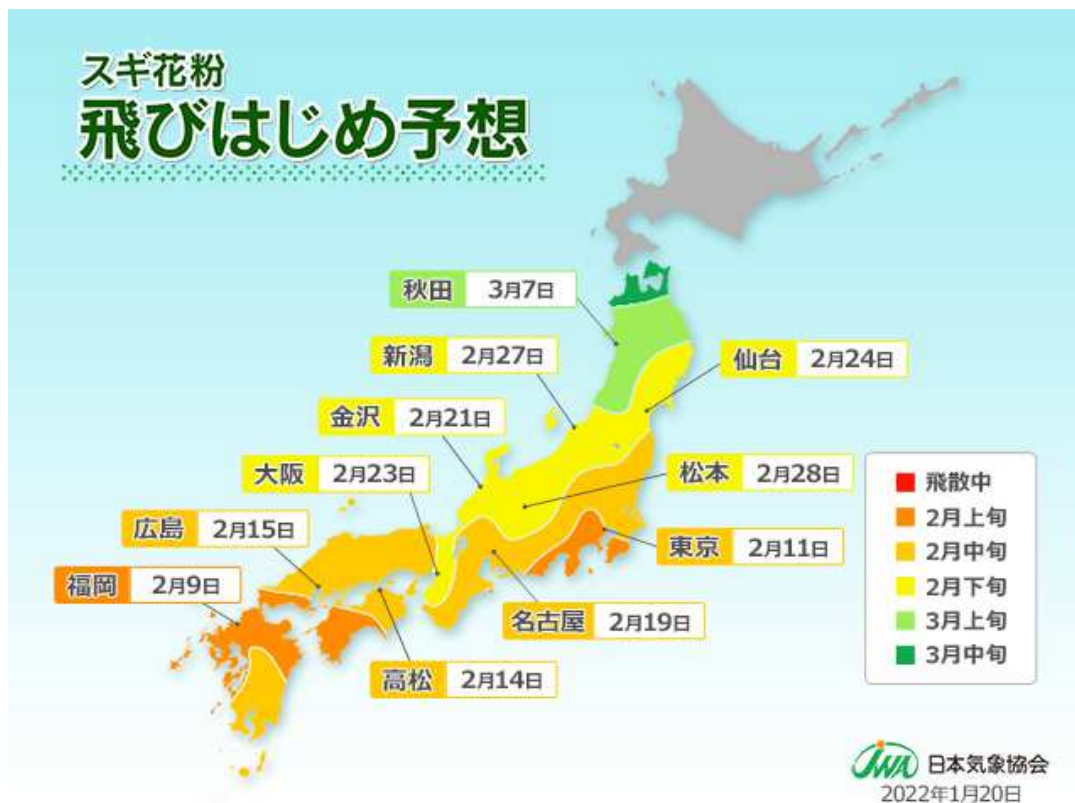 スギ花粉
飛びはじめ予想
秋田 3月7日
新潟 2月27日
仙台 2月24日
金沢 2月21日
大阪 2月23日
松本 2月28日
広島 2月15日
東京 2月11日
福岡 2月9日
名古屋 2月19日
高松 2月14日
飛散中
2月上旬
2月中旬
2月下旬
3月上旬
3月中旬
JWA 日本気象協会
2022年1月20日